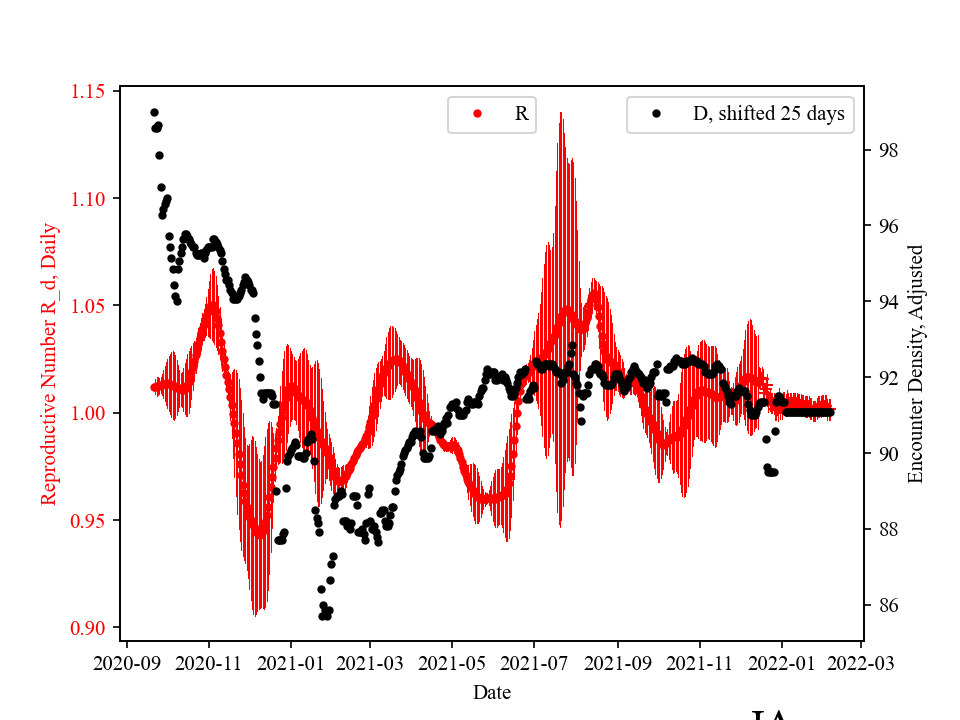 1.15
1.10
1.05
1.00
0.95
0.90
Reproductive Number R_d, Daily
R
D, shifted 25 days
98
96
94
92
90
88
86
Encounter Density, Adjusted
2020-09 2020-11 2021-01 2021-03 2021-05 2021-07 2021-09 2021-11 2022-01 2022-03
Date